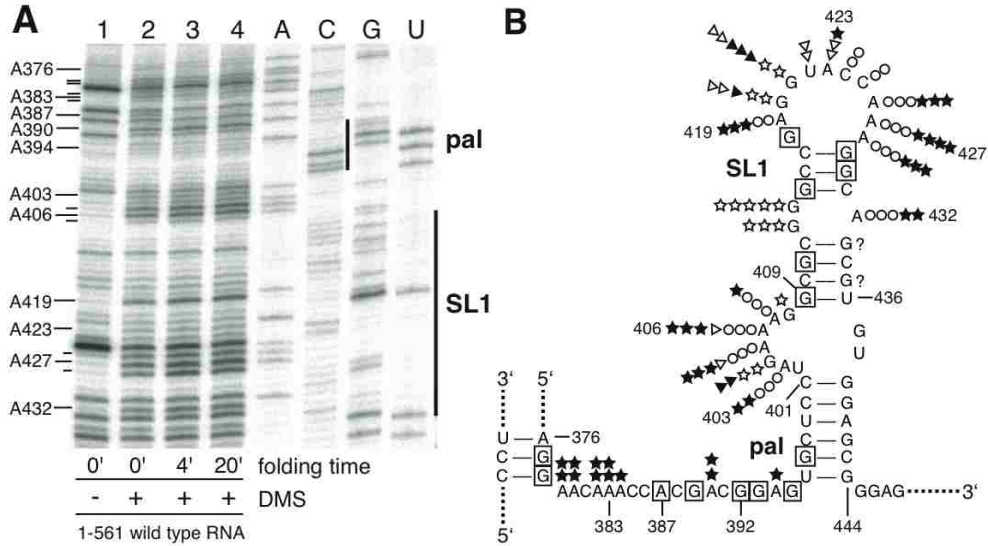 A
1 2 3 4 A C G U
A376
A383
A387
A390
A394
A403
A406
A419
A423
A427
A432
pal
SL1
0' 0' 4' 20' folding time
- + + + DMS
1-561 wild type RNA
B
423
G U A C C
G A
419 A A
G A 427
C – G
SL1 C G
G C
G
G A 432
C – G?
G C
409 C G?
G U – 436
G
A G
406 A U
A
G
A U C – G
403 401 C – G
U – A
C – G
pal G C
U G
3' 5'
U – A – 376
C G
C G
AACAAACCACGACGGAG GGAG 3'
383 387 392 444
5'